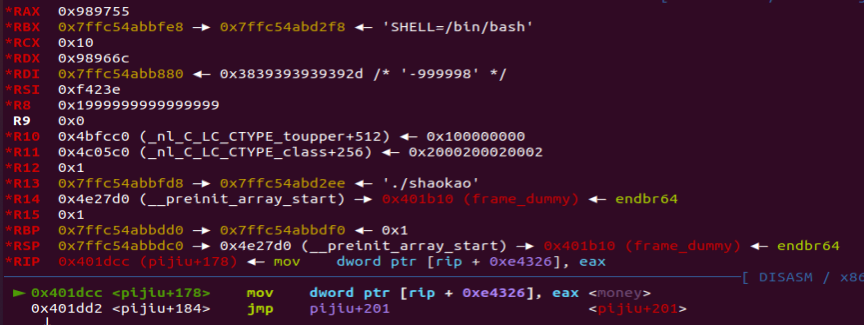 [ DISASM / x86
*RAX 0x989755
*RBX 0x7ffc54abbfe8 —▸ 0x7ffc54abd2f8 ◂— 'SHELL=/bin/bash'
*RCX 0x10
*RDX 0x98966c
*RDI 0x7ffc54abb880 ◂— 0x3839393939392d /* '-999998' */
*RSI 0xf423e
*R8 0x1999999999999999
R9 0x0
*R10 0x4bfcc0 (_nl_C_LC_CTYPE_toupper+512) ◂— 0x100000000
*R11 0x4c05c0 (_nl_C_LC_CTYPE_class+256) ◂— 0x2000200020002
*R12 0x1
*R13 0x7ffc54abbfd8 —▸ 0x7ffc54abd2ee ◂— './shaokao'
*R14 0x4e27d0 (__preinit_array_start) —▸ 0x401b10 (frame_dummy) ◂— endbr64
*R15 0x1
*RBP 0x7ffc54abbdd0 —▸ 0x7ffc54abbdf0 ◂— 0x1
*RSP 0x7ffc54abbdc0 —▸ 0x4e27d0 (__preinit_array_start) —▸ 0x401b10 (frame_dummy) ◂— endbr64
*RIP 0x401dcc (pijiu+178) ◂— mov dword ptr [rip + 0xe4326], eax
[ DISASM / x86
► 0x401dcc <pijiu+178> mov dword ptr [rip + 0xe4326], eax <money>
0x401dd2 <pijiu+184> jmp pijiu+201 <pijiu+201>